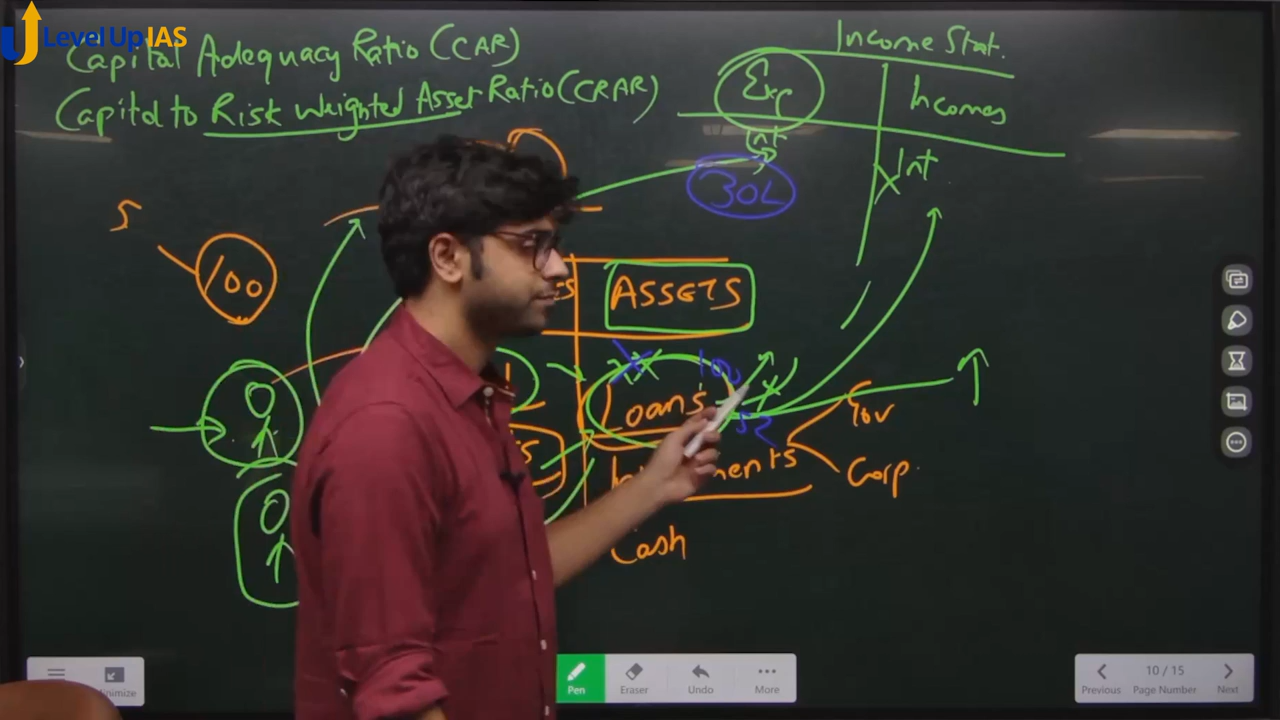 Level Up IAS
Capital Adequacy Ratio (CAR)
Capital to Risk Weighted Asset Ratio (CRAR)
Income Stat.
Exp
Incomes
Int
Int
30L
5
100
ASSETS
100
Loans
Gov
Corp.
Cash
Pen
Eraser
Undo
More
Previous
10 / 15
Page Number
Next